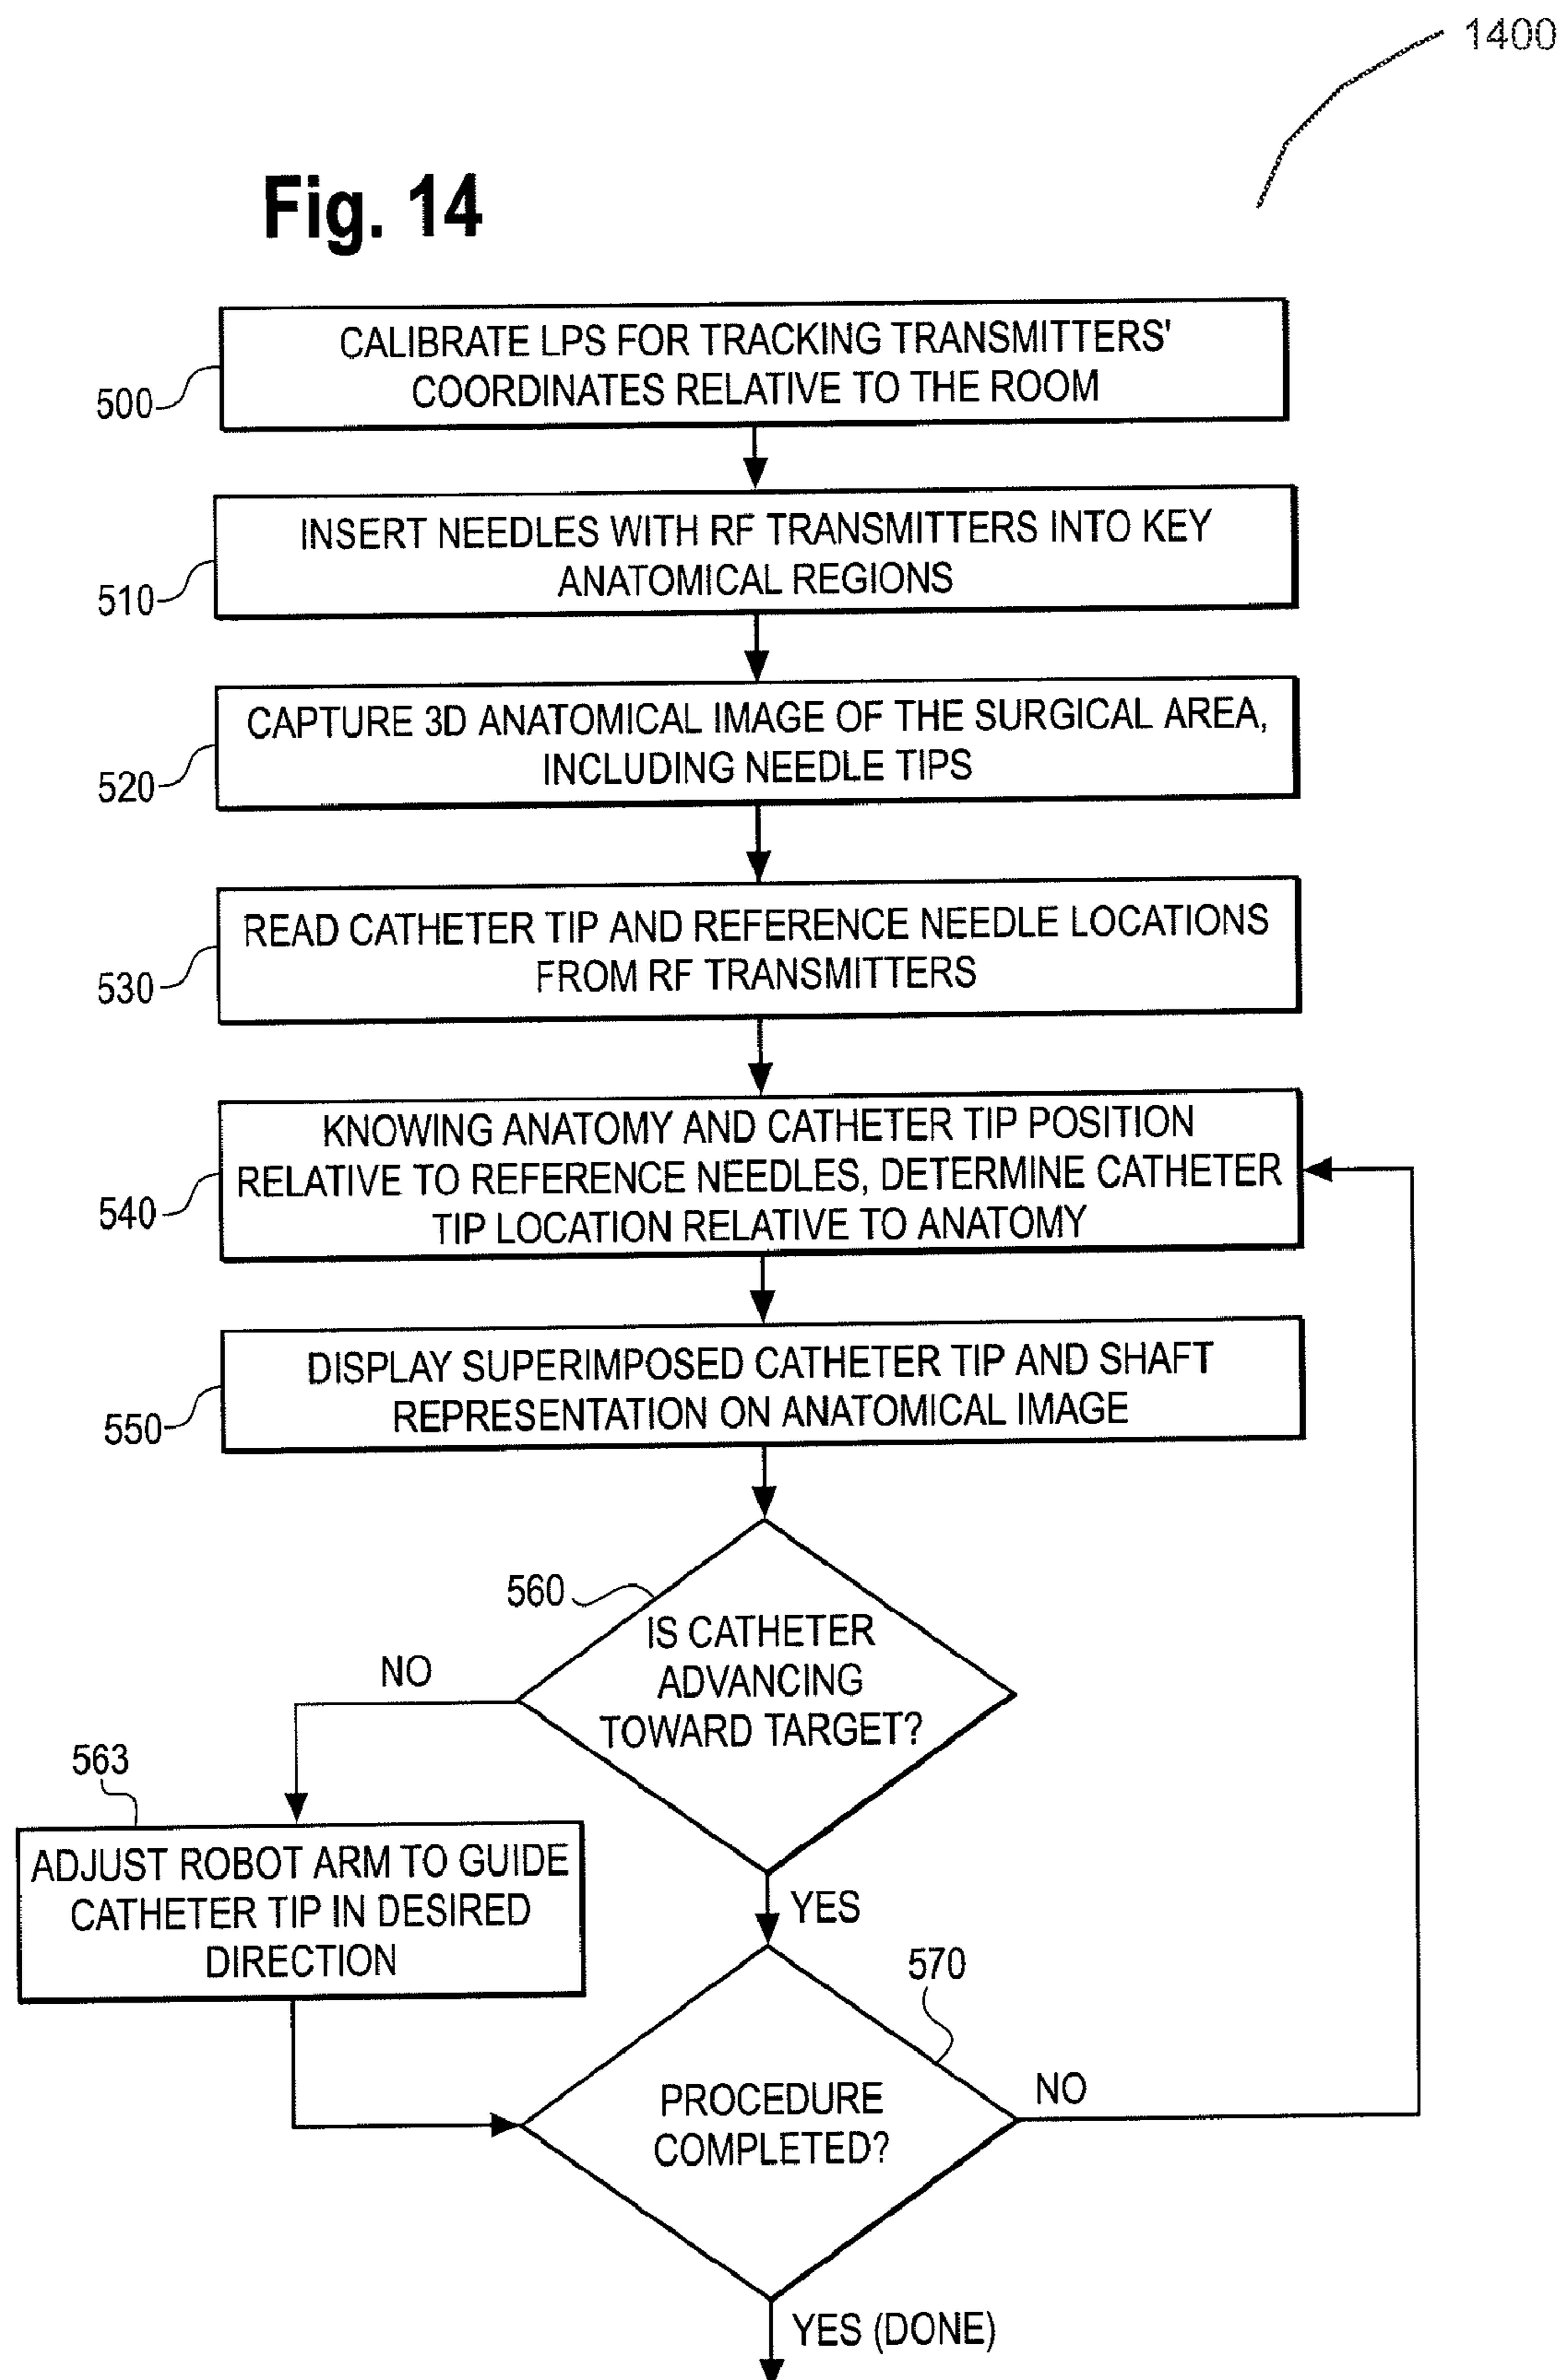 1400
Fig. 14
CALIBRATE LPS FOR TRACKING TRANSMITTERS'
COORDINATES RELATIVE TO THE ROOM
500
INSERT NEEDLES WITH RF TRANSMITTERS INTO KEY
ANATOMICAL REGIONS
510
CAPTURE 3D ANATOMICAL IMAGE OF THE SURGICAL AREA,
INCLUDING NEEDLE TIPS
520
READ CATHETER TIP AND REFERENCE NEEDLE LOCATIONS
FROM RF TRANSMITTERS
530
KNOWING ANATOMY AND CATHETER TIP POSITION
RELATIVE TO REFERENCE NEEDLES, DETERMINE CATHETER
TIP LOCATION RELATIVE TO ANATOMY
540
DISPLAY SUPERIMPOSED CATHETER TIP AND SHAFT
REPRESENTATION ON ANATOMICAL IMAGE
550
560
IS CATHETER
ADVANCING
TOWARD TARGET?
NO
563
ADJUST ROBOT ARM TO GUIDE
CATHETER TIP IN DESIRED
DIRECTION
YES
570
PROCEDURE
COMPLETED?
NO
YES (DONE)